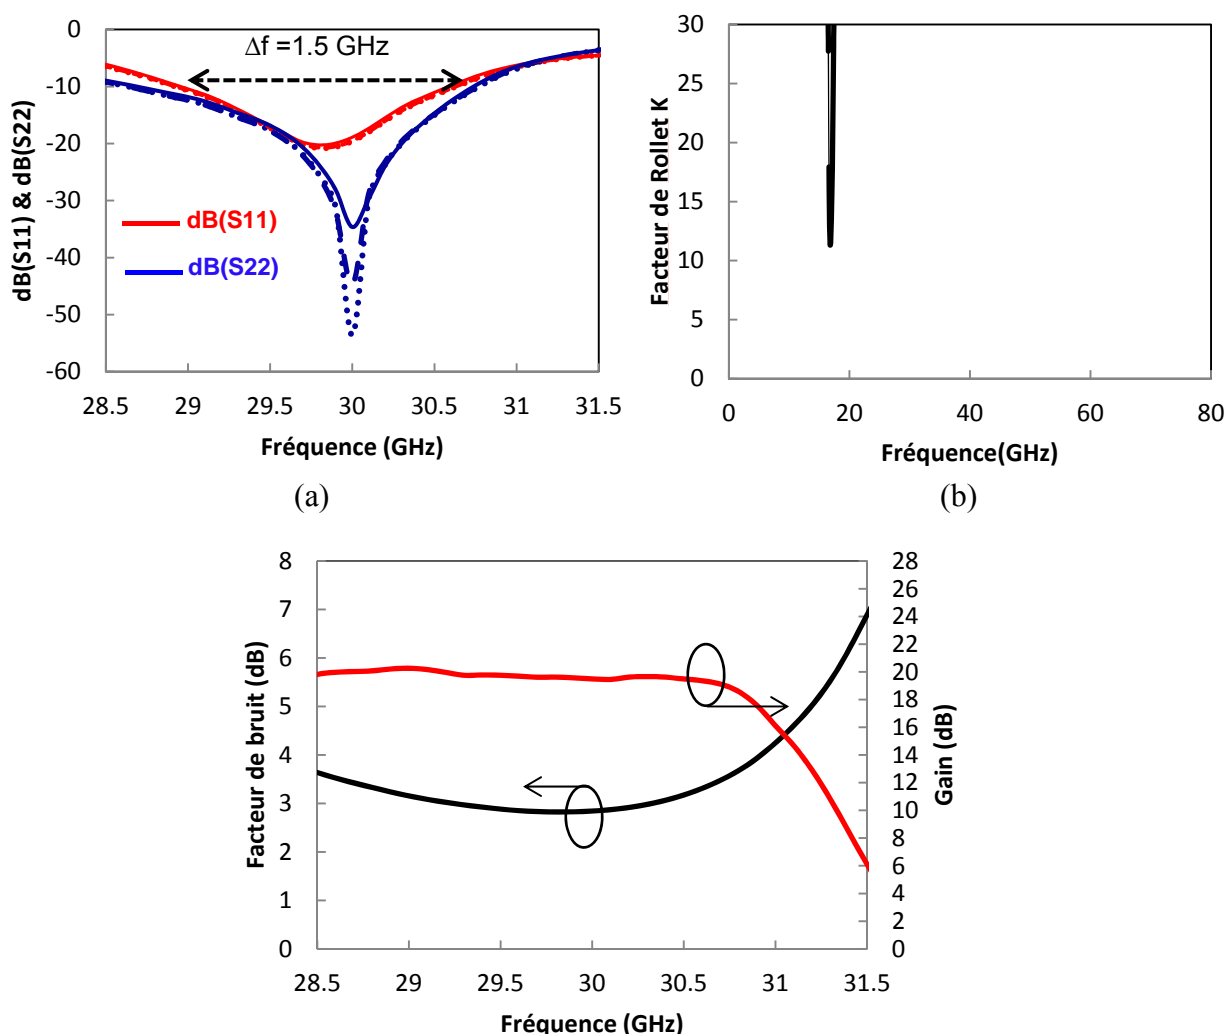 0
-10
-20
-30
-40
-50
-60
dB(S11) & dB(S22)
Δf =1.5 GHz
dB(S11)
dB(S22)
28.5 29 29.5 30 30.5 31 31.5
Fréquence (GHz)
(a)
30
25
20
15
10
5
0
Facteur de Rollet K
0 20 40 60 80
Fréquence(GHz)
(b)
8
7
6
5
4
3
2
1
0
Facteur de bruit (dB)
28
26
24
22
20
18
16
14
12
10
8
6
4
2
0
Gain (dB)
28.5 29 29.5 30 30.5 31 31.5
Fréquence (GHz)